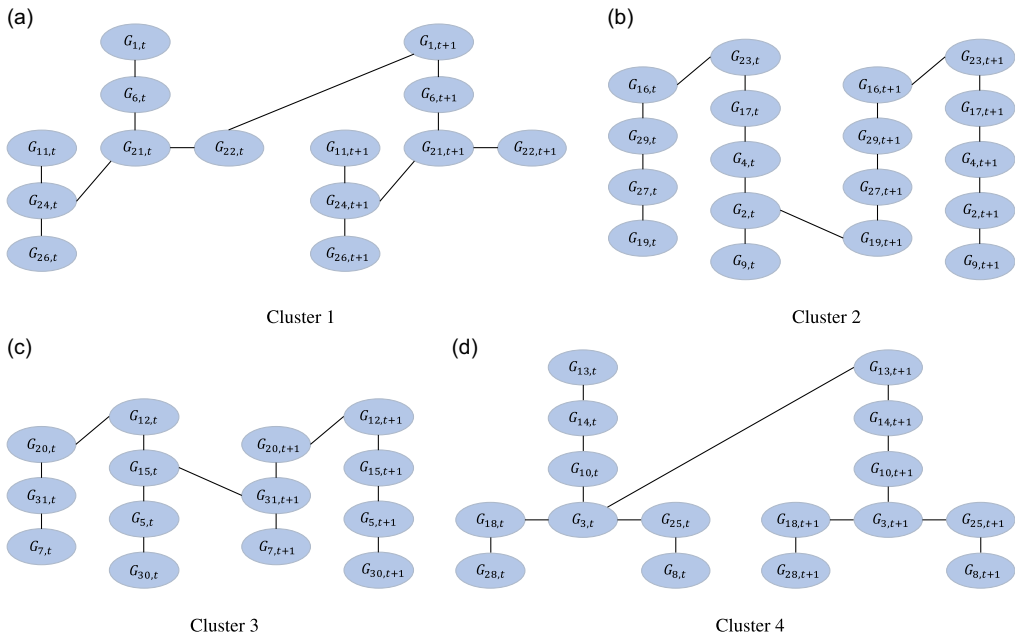 (a)
G1,t
G1,t+1
G6,t
G6,t+1
G11,t
G21,t
G22,t
G11,t+1
G21,t+1
G22,t+1
G24,t
G24,t+1
G26,t
G26,t+1
Cluster 1
(b)
G23,t
G23,t+1
G16,t
G16,t+1
G17,t
G17,t+1
G29,t
G29,t+1
G4,t
G4,t+1
G27,t
G27,t+1
G2,t
G2,t+1
G19,t
G19,t+1
G9,t
G9,t+1
Cluster 2
(c)
G12,t
G12,t+1
G20,t
G20,t+1
G15,t
G15,t+1
G31,t
G31,t+1
G5,t
G5,t+1
G7,t
G7,t+1
G30,t
G30,t+1
Cluster 3
(d)
G13,t
G13,t+1
G14,t
G14,t+1
G10,t
G10,t+1
G18,t
G3,t
G25,t
G18,t+1
G3,t+1
G25,t+1
G28,t
G8,t
G28,t+1
G8,t+1
Cluster 4